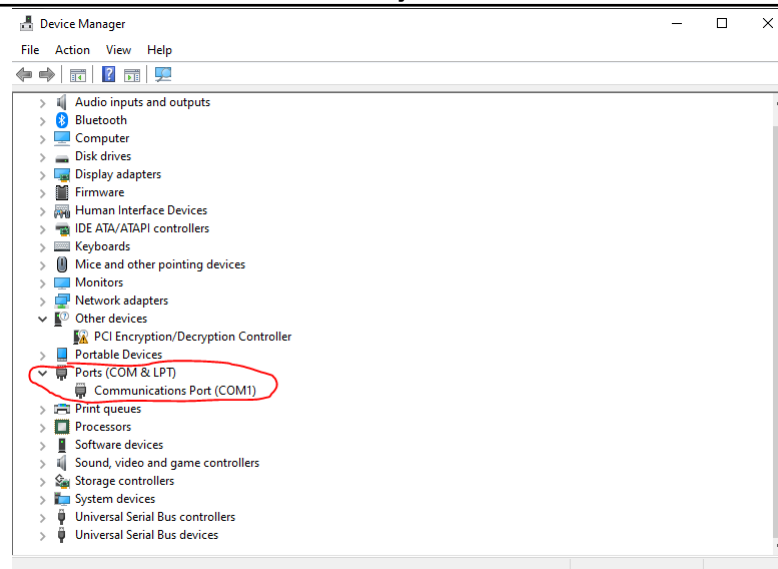 Device Manager
File Action View Help
Audio inputs and outputs
Bluetooth
Computer
Disk drives
Display adapters
Firmware
Human Interface Devices
IDE ATA/ATAPI controllers
Keyboards
Mice and other pointing devices
Monitors
Network adapters
Other devices
PCI Encryption/Decryption Controller
Portable Devices
Ports (COM & LPT)
Communications Port (COM1)
Print queues
Processors
Software devices
Sound, video and game controllers
Storage controllers
System devices
Universal Serial Bus controllers
Universal Serial Bus devices